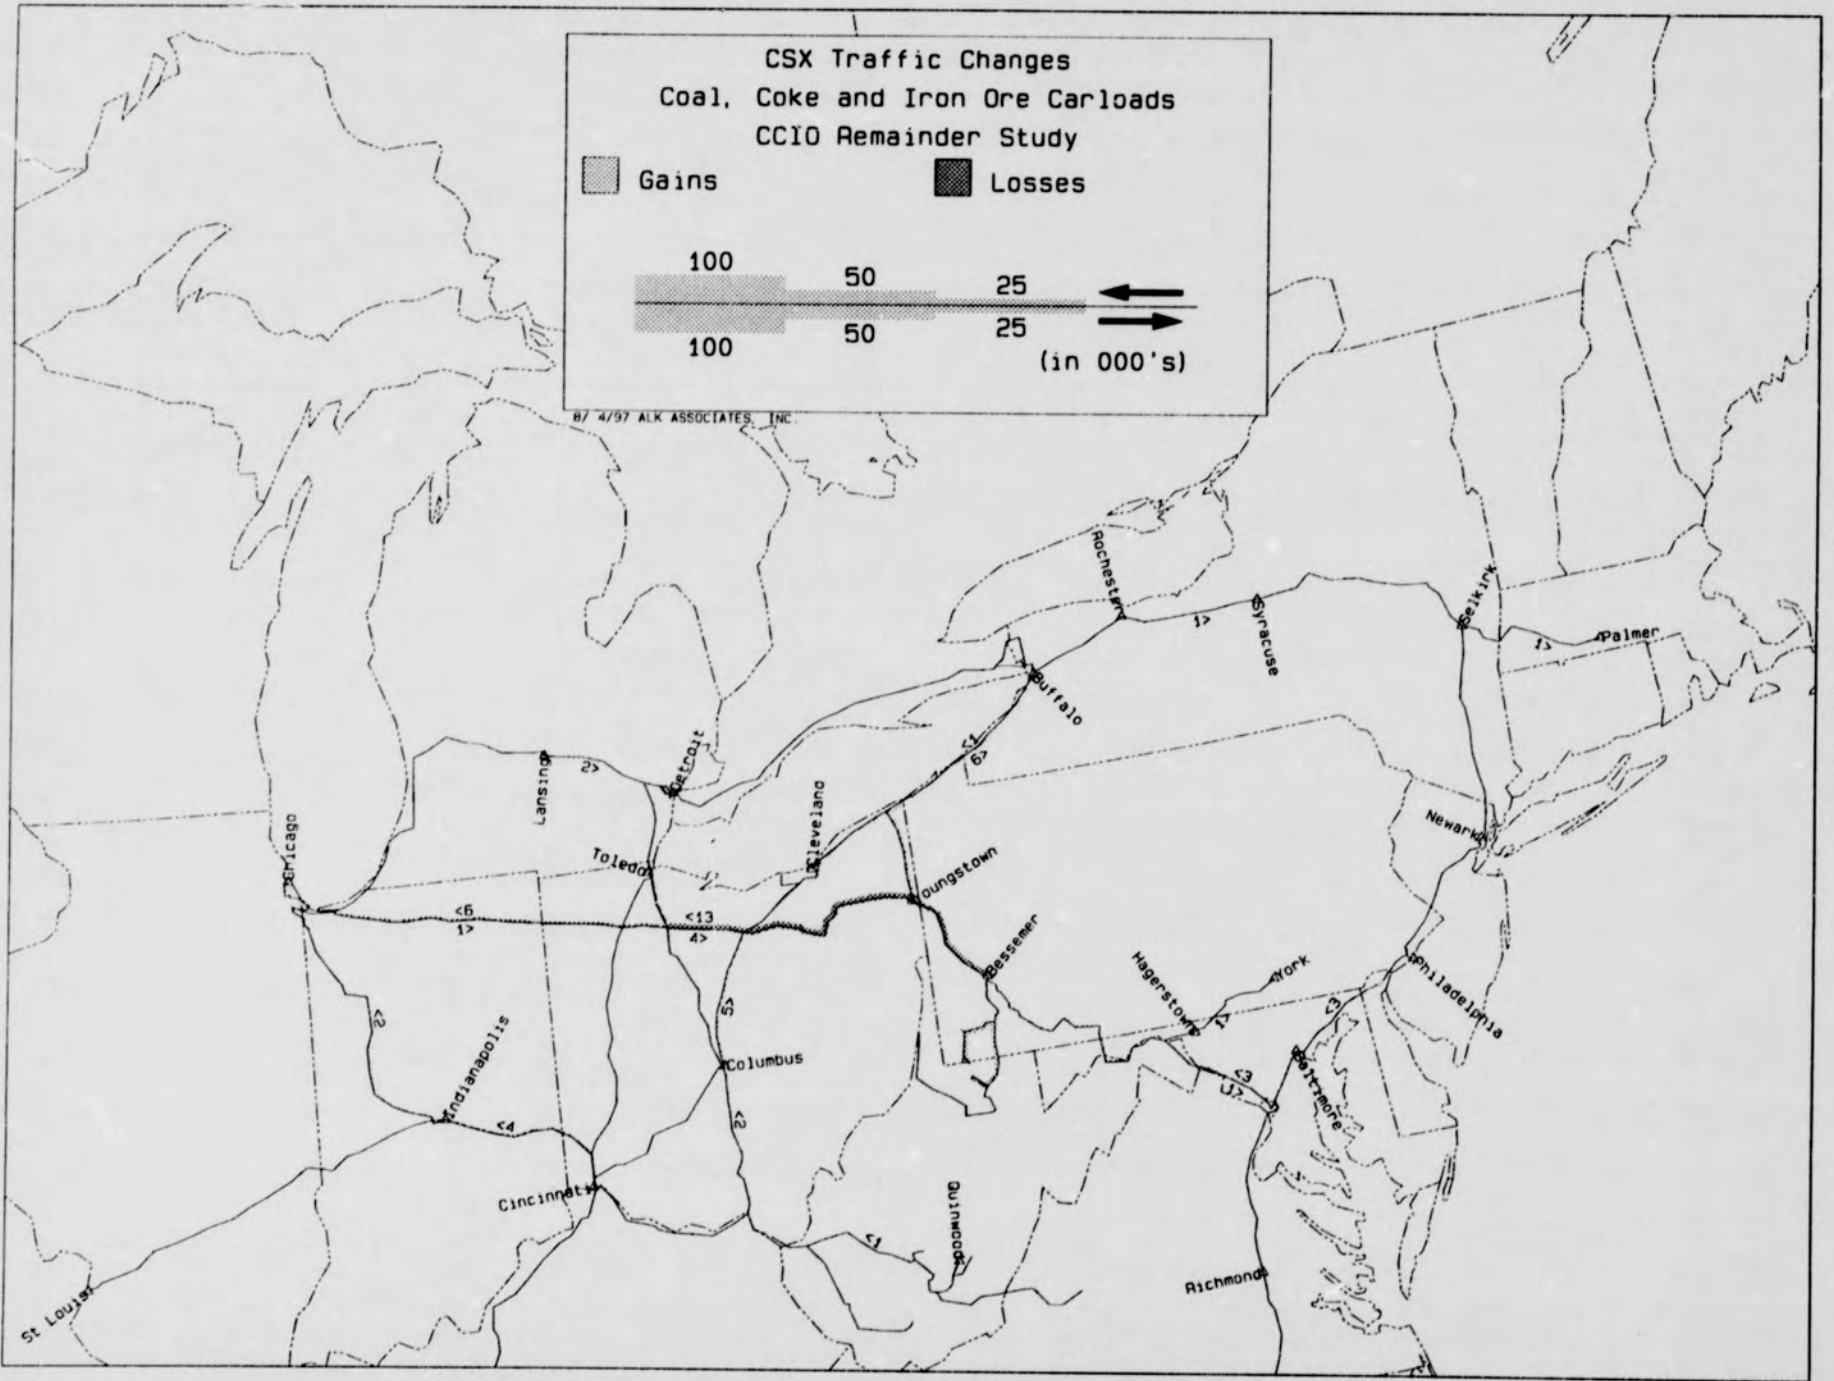 CSX Traffic Changes
Coal, Coke and Iron Ore Carloads
CCIO Remainder Study
Gains
Losses
100
50
25
100
50
25
(in 000's)
8/ 4/97 ALK ASSOCIATES, INC.
Rochester
1>
Syracuse
Selkirk
1>
Palmer
Buffalo
<1
6>
Detroit
Lansing
2>
Cleveland
Chicago
Toledo
Newark
Youngstown
<6
1>
<13
4>
Bessemer
Hagerstown
York
1>
<3
Philadelphia
<2
5>
Indianapolis
Columbus
<3
1>
Baltimore
<4
<2
Cincinnati
Quinwood
<1
Richmond
St Louis